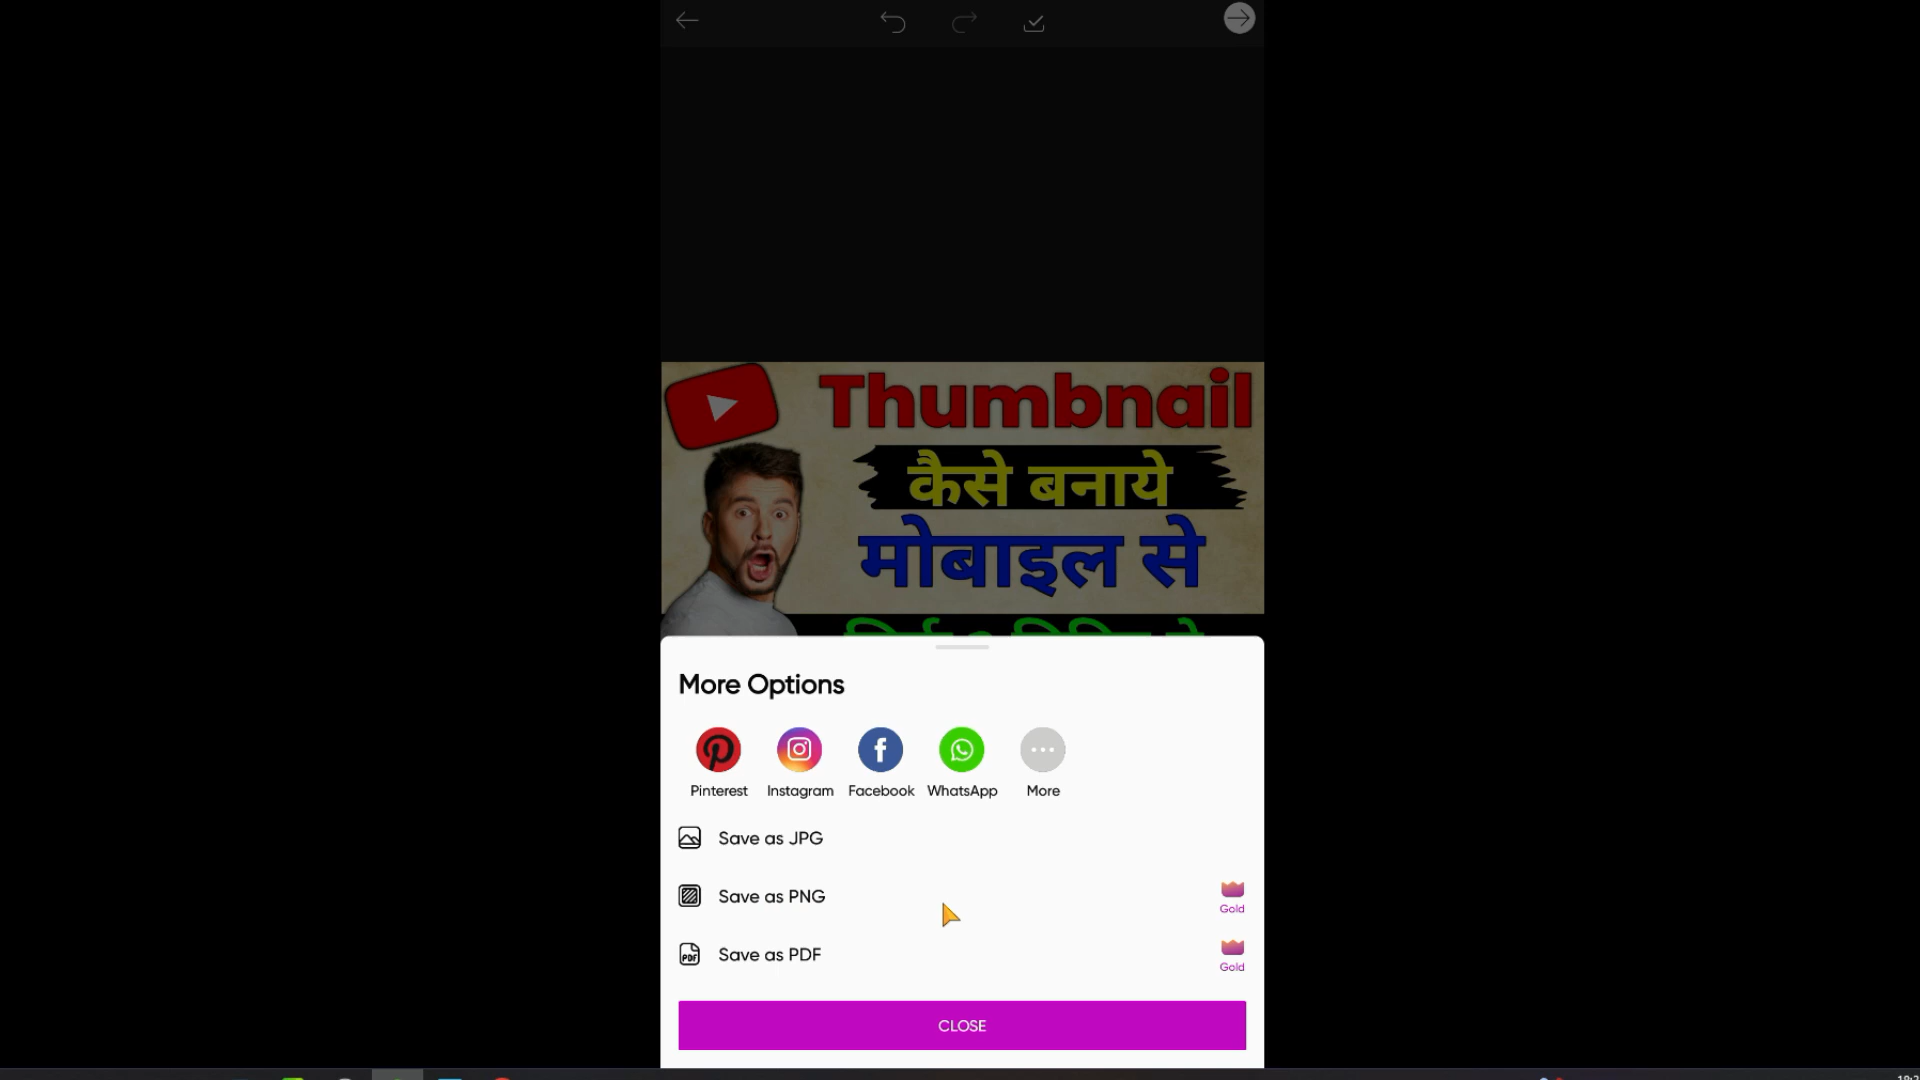 Thumbnail
कैसे बनाये
मोबाइल से
More Options
Pinterest Instagram Facebook WhatsApp More
Save as JPG
Save as PNG
Gold
Save as PDF
Gold
CLOSE